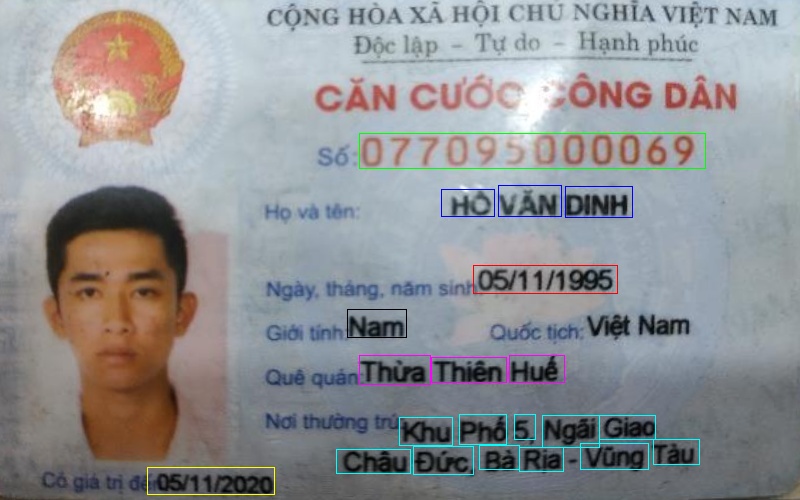 CỘNG HÒA XÃ HỘI CHỦ NGHĨA VIỆT NAM
Độc lập - Tự do - Hạnh phúc
CĂN CƯỚC CÔNG DÂN
Số: 077095000069
Họ và tên: HỒ VĂN DINH
Ngày, tháng, năm sinh: 05/11/1995
Giới tính: Nam Quốc tịch: Việt Nam
Quê quán: Thừa Thiên Huế
Nơi thường trú: Khu Phố 5, Ngãi Giao
Châu Đức, Bà Rịa - Vũng Tàu
Có giá trị đến 05/11/2020